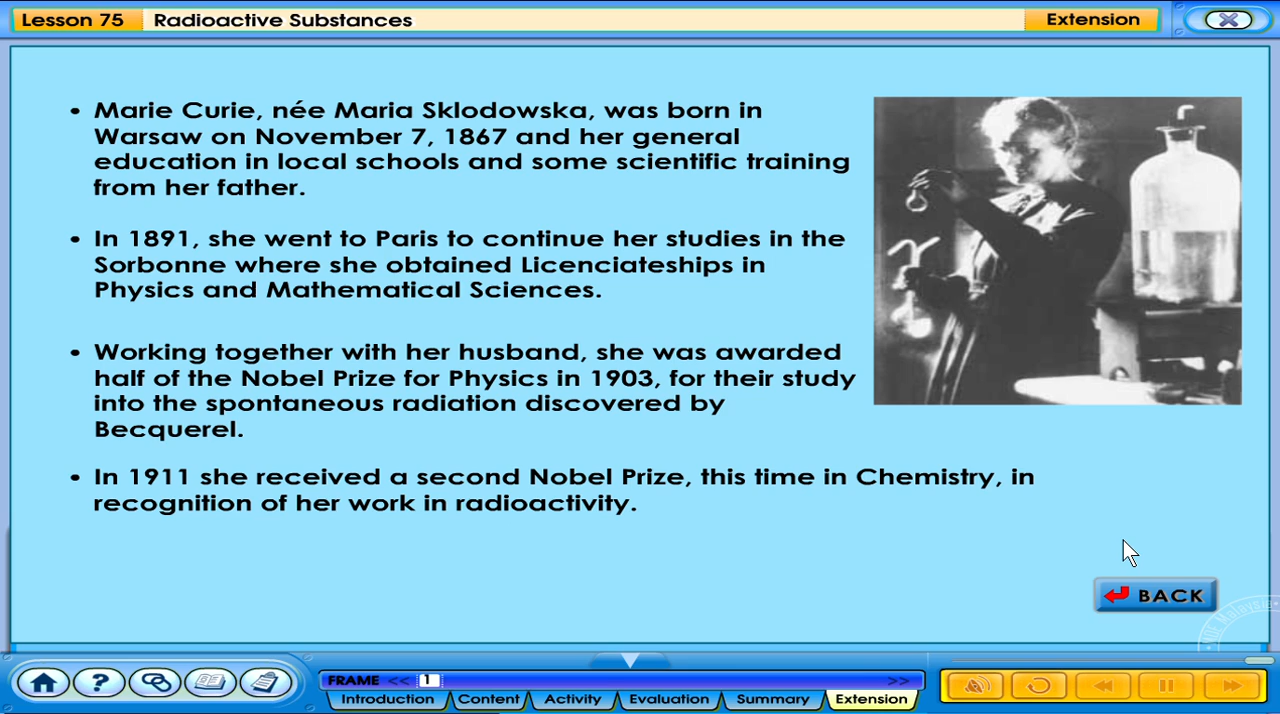 Lesson 75
Radioactive Substances
Extension
• Marie Curie, née Maria Sklodowska, was born in
Warsaw on November 7, 1867 and her general
education in local schools and some scientific training
from her father.
• In 1891, she went to Paris to continue her studies in the
Sorbonne where she obtained Licenciateships in
Physics and Mathematical Sciences.
• Working together with her husband, she was awarded
half of the Nobel Prize for Physics in 1903, for their study
into the spontaneous radiation discovered by
Becquerel.
• In 1911 she received a second Nobel Prize, this time in Chemistry, in
recognition of her work in radioactivity.
BACK
FRAME << 1 >>
Introduction
Content
Activity
Evaluation
Summary
Extension